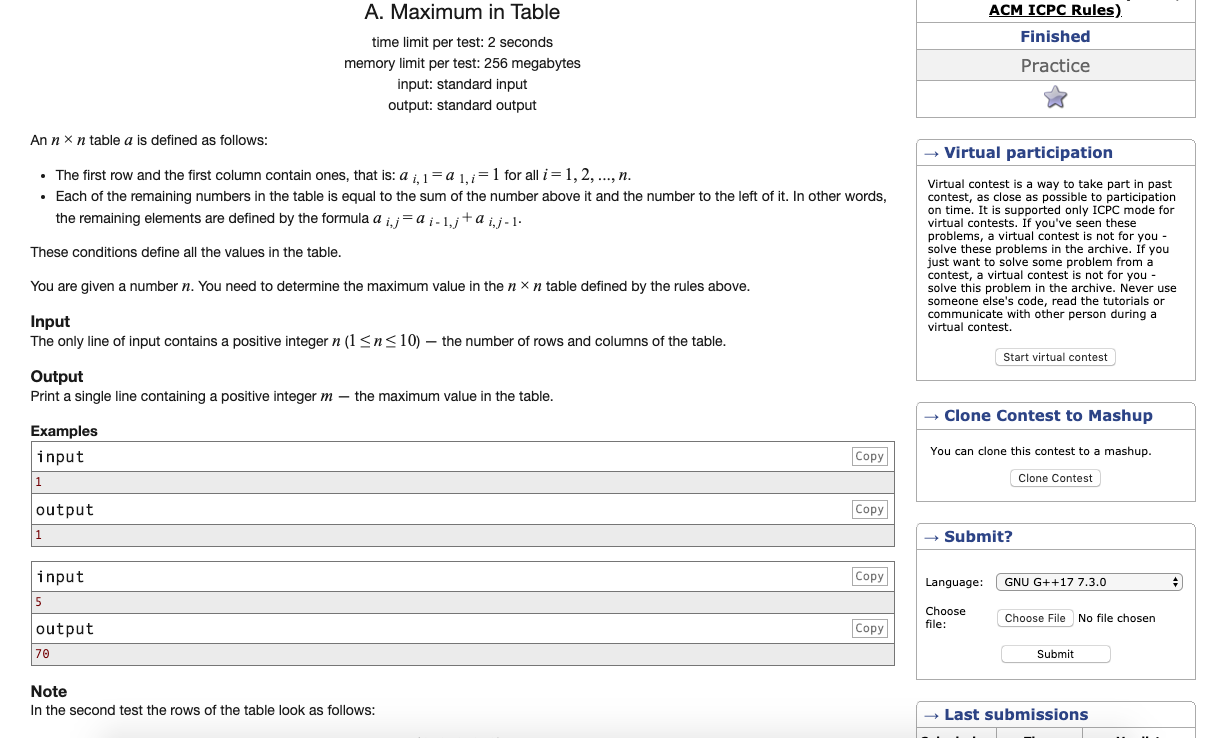 A. Maximum in Table
time limit per test: 2 seconds
memory limit per test: 256 megabytes
input: standard input
output: standard output
An n × n table a is defined as follows:
• The first row and the first column contain ones, that is: a i, 1 = a 1, i = 1 for all i = 1, 2, ..., n.
• Each of the remaining numbers in the table is equal to the sum of the number above it and the number to the left of it. In other words,
the remaining elements are defined by the formula a i, j = a i - 1, j + a i, j - 1.
These conditions define all the values in the table.
You are given a number n. You need to determine the maximum value in the n × n table defined by the rules above.
Input
The only line of input contains a positive integer n (1 ≤ n ≤ 10) — the number of rows and columns of the table.
Output
Print a single line containing a positive integer m — the maximum value in the table.
Examples
input
Copy
1
output
Copy
1
input
Copy
5
output
Copy
70
Note
In the second test the rows of the table look as follows:
ACM ICPC Rules)
Finished
Practice
→ Virtual participation
Virtual contest is a way to take part in past
contest, as close as possible to participation
on time. It is supported only ICPC mode for
virtual contests. If you've seen these
problems, a virtual contest is not for you -
solve these problems in the archive. If you
just want to solve some problem from a
contest, a virtual contest is not for you -
solve this problem in the archive. Never use
someone else's code, read the tutorials or
communicate with other person during a
virtual contest.
Start virtual contest
→ Clone Contest to Mashup
You can clone this contest to a mashup.
Clone Contest
→ Submit?
Language: GNU G++17 7.3.0
Choose
file:
Choose File No file chosen
Submit
→ Last submissions